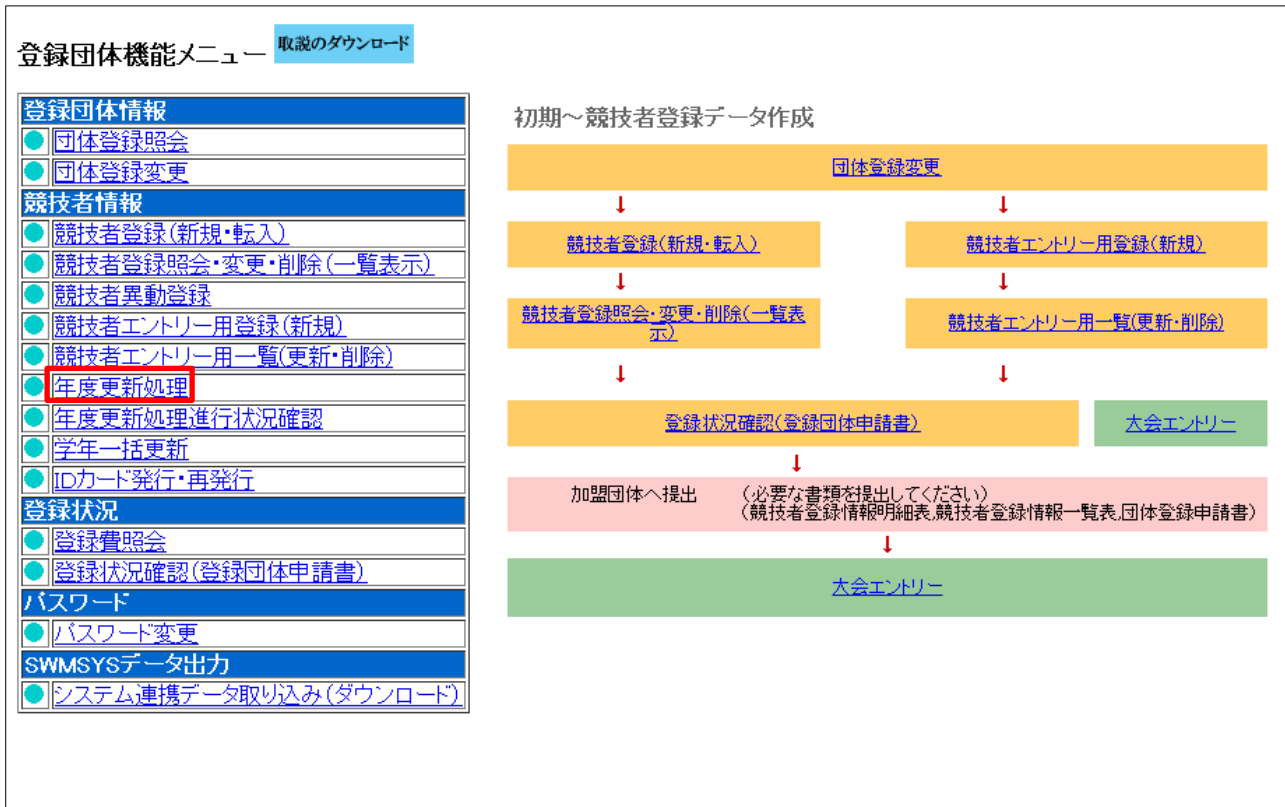 登録団体機能メニュー 取説のダウンロード
登録団体情報
団体登録照会
団体登録変更
競技者情報
競技者登録(新規・転入)
競技者登録照会・変更・削除(一覧表示)
競技者異動登録
競技者エントリー用登録(新規)
競技者エントリー用一覧(更新・削除)
年度更新処理
年度更新処理進行状況確認
学年一括更新
IDカード発行・再発行
登録状況
登録費照会
登録状況確認(登録団体申請書)
パスワード
パスワード変更
SWMSYSデータ出力
システム連携データ取り込み(ダウンロード)
初期～競技者登録データ作成
団体登録変更
↓ ↓
競技者登録(新規・転入) 競技者エントリー用登録(新規)
↓ ↓
競技者登録照会・変更・削除(一覧表
示)
競技者エントリー用一覧(更新・削除)
↓ ↓
登録状況確認(登録団体申請書) 大会エントリー
↓
加盟団体へ提出 (必要な書類を提出してください)
(競技者登録情報明細表,競技者登録情報一覧表,団体登録申請書)
↓
大会エントリー